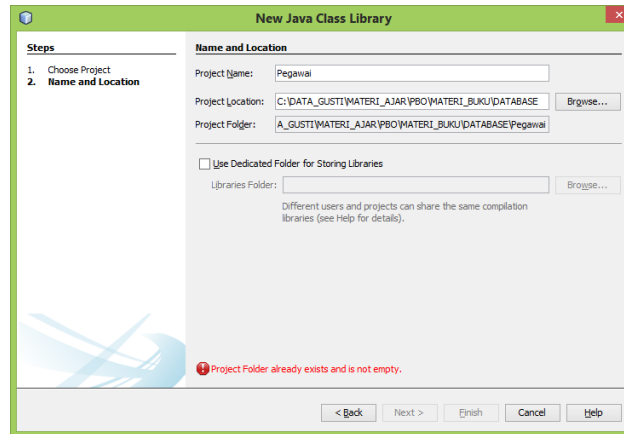 New Java Class Library
Steps
1. Choose Project
2. Name and Location
Name and Location
Project Name: Pegawai
Project Location: C:\DATA_GUSTI\MATERI_AJAR\PBO\MATERI_BUKU\DATABASE Browse...
Project Folder: A_GUSTI\MATERI_AJAR\PBO\MATERI_BUKU\DATABASE\Pegawai
Use Dedicated Folder for Storing Libraries
Libraries Folder: Browse...
Different users and projects can share the same compilation
libraries (see Help for details).
Project Folder already exists and is not empty.
< Back Next > Finish Cancel Help